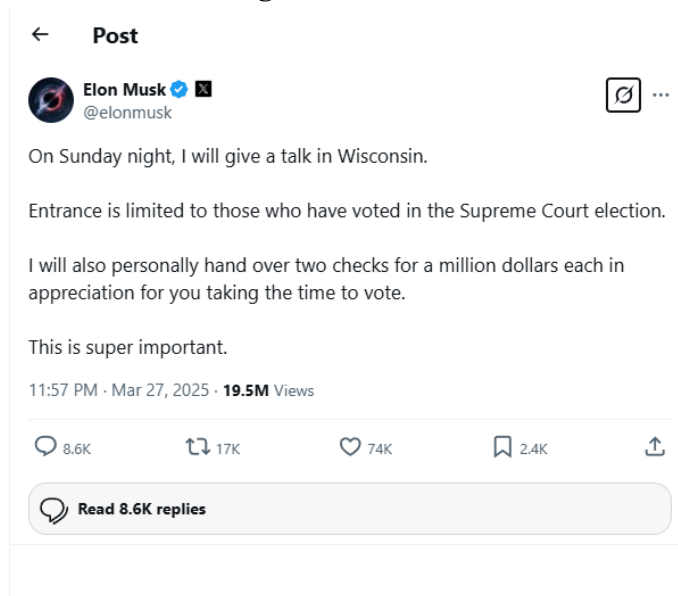 Post
Elon Musk
@elonmusk
On Sunday night, I will give a talk in Wisconsin.
Entrance is limited to those who have voted in the Supreme Court election.
I will also personally hand over two checks for a million dollars each in
appreciation for you taking the time to vote.
This is super important.
11:57 PM · Mar 27, 2025 · 19.5M Views
8.6K 17K 74K 2.4K
Read 8.6K replies